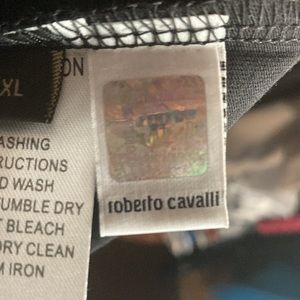 XL
ON
ASHING
RUCTIONS
D WASH
UMBLE DRY
T BLEACH
RY CLEAN
M IRON
roberto cavalli